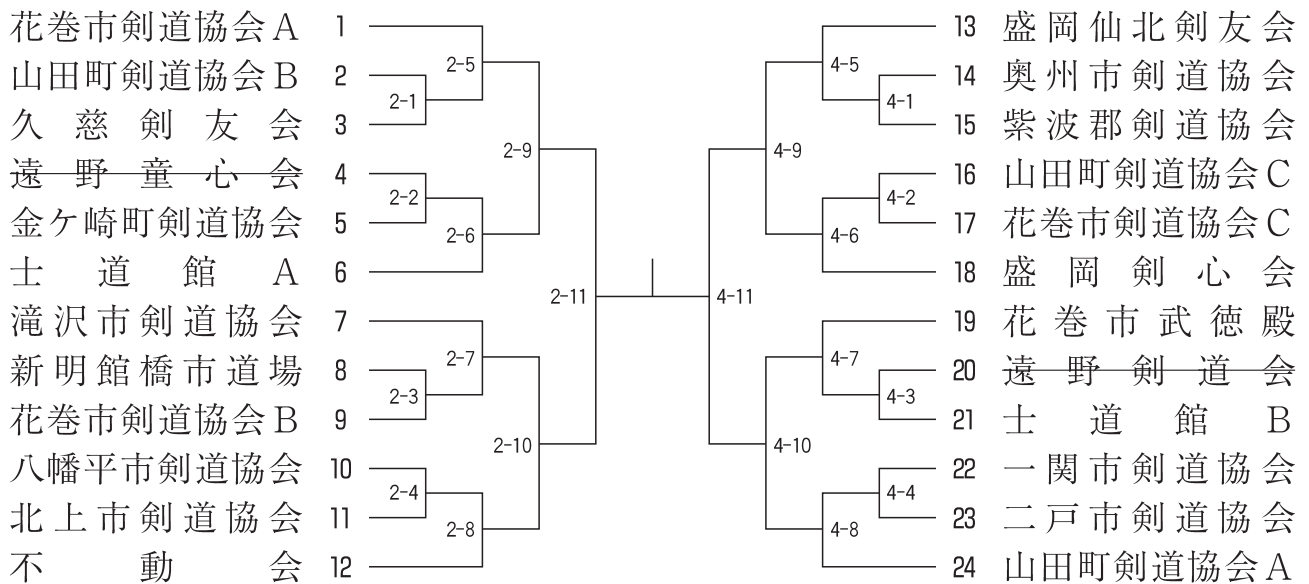 花巻市剣道協会A 1
山田町剣道協会B 2
久慈剣友会 3
遠野童心会 4
金ケ崎町剣道協会 5
士道館A 6
滝沢市剣道協会 7
新明館橋市道場 8
花巻市剣道協会B 9
八幡平市剣道協会 10
北上市剣道協会 11
不動会 12
2-1
2-2
2-3
2-4
2-5
2-6
2-7
2-8
2-9
2-10
2-11
4-11
4-9
4-10
4-5
4-6
4-7
4-8
4-1
4-2
4-3
4-4
13 盛岡仙北剣友会
14 奥州市剣道協会
15 紫波郡剣道協会
16 山田町剣道協会C
17 花巻市剣道協会C
18 盛岡剣心会
19 花巻市武徳殿
20 遠野剣道会
21 士道館B
22 一関市剣道協会
23 二戸市剣道協会
24 山田町剣道協会A